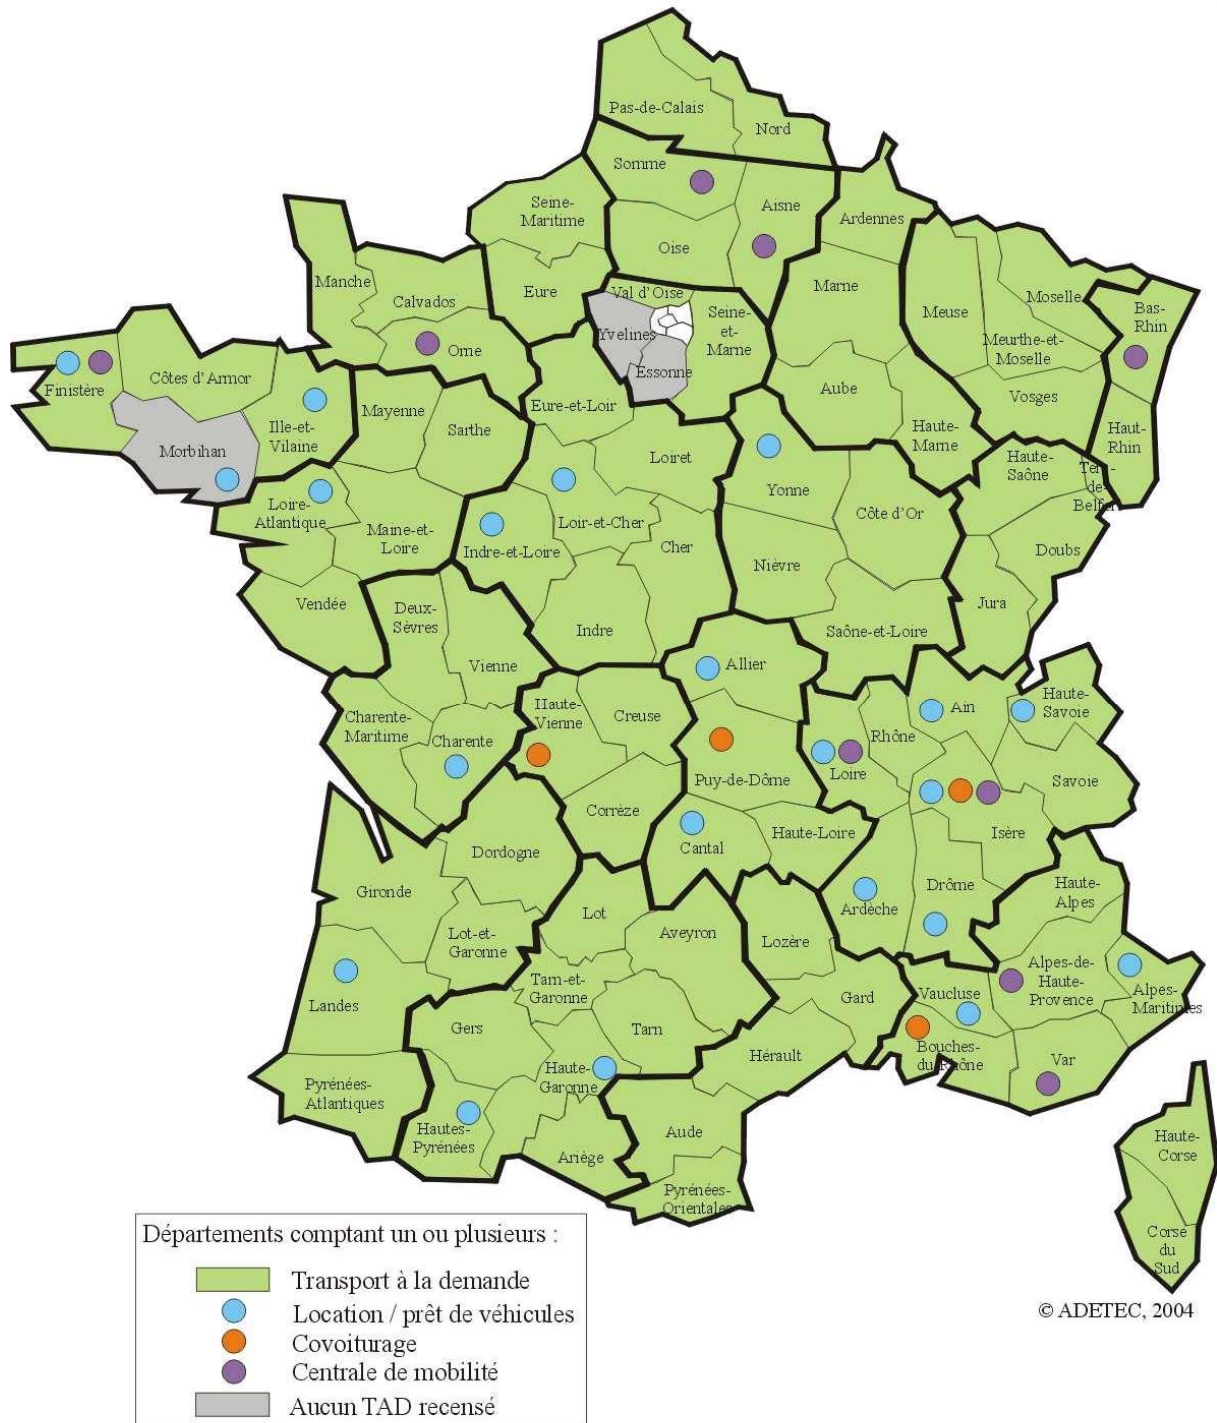 Pas-de-Calais
Nord
Somme
Aisne
Ardennes
Seine-
Maritime
Oise
Manche
Calvados
Eure
Val d'Oise
Marne
Moselle
Bas-
Rhin
Yvelines
Seine-
et-
Marne
Meuse
Meurthe-et-
Moselle
Orne
Essonne
Finistère
Côtes d'Armor
Aube
Vosges
Mayenne
Eure-et-Loir
Ille-et-
Vilaine
Sarthe
Haute-
Marne
Haut-
Rhin
Morbihan
Loiret
Haute-
Saône
Terr-
de-
Belfort
Yonne
Loire-
Atlantique
Loir-et-Cher
Côte d'Or
Maine-et-
Loire
Indre-et-Loire
Cher
Doubs
Nièvre
Vendée
Deux-
Sèvres
Jura
Indre
Saône-et-Loire
Vienne
Allier
Haute-
Savoie
Haute-
Vienne
Ain
Charente-
Maritime
Creuse
Rhône
Charente
Loire
Puy-de-Dôme
Savoie
Corrèze
Isère
Haute-Loire
Cantal
Dordogne
Gironde
Drôme
Haute-
Alpes
Ardèche
Lot
Aveyron
Lozère
Lot-et-
Garonne
Alpes-de-
Haute-
Provence
Tarn-et-
Garonne
Vaucluse
Alpes-
Maritimes
Landes
Gard
Gers
Tarn
Bouches-
du-Rhône
Hérault
Var
Haute-
Garonne
Pyrénées-
Atlantiques
Hautes-
Pyrénées
Aude
Ariège
Haute-
Corse
Pyrénées-
Orientales
Corse
du
Sud
Départements comptant un ou plusieurs :
Transport à la demande
Location / prêt de véhicules
Covoiturage
Centrale de mobilité
Aucun TAD recensé
© ADETEC, 2004